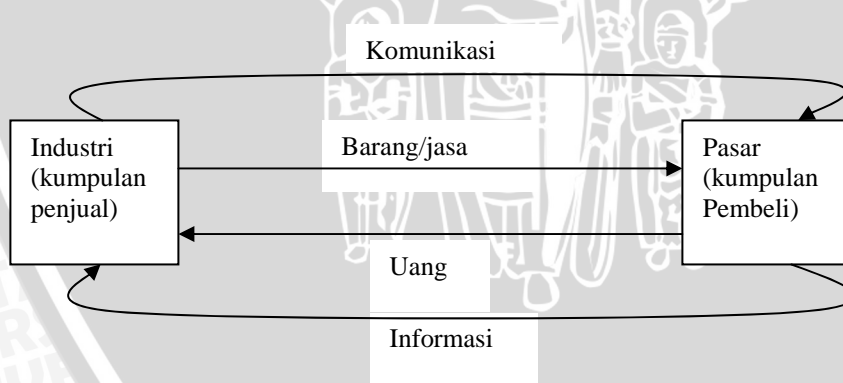 Komunikasi
Industri
(kumpulan
penjual)
Barang/jasa
Pasar
(kumpulan
Pembeli)
Uang
Informasi